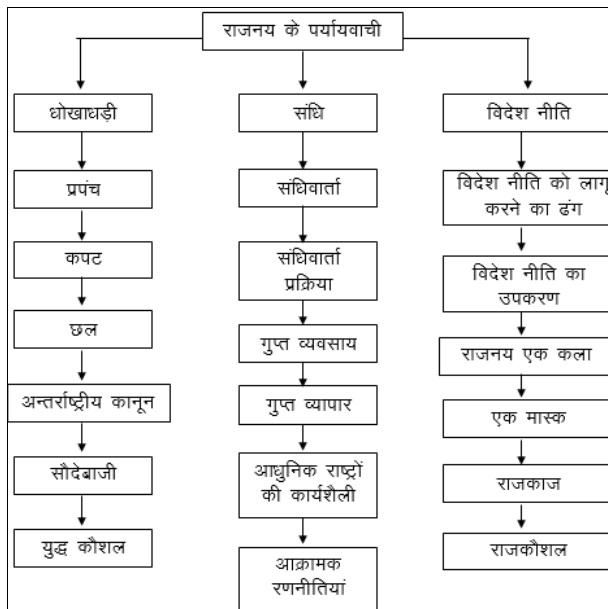 राजनय के पर्यायवाची
धोखाधड़ी
प्रपंच
कपट
छल
अन्तर्राष्ट्रीय कानून
सौदेबाजी
युद्ध कौशल
संधि
संधिवार्ता
संधिवार्ता
प्रक्रिया
गुप्त व्यवसाय
गुप्त व्यापार
आधुनिक राष्ट्रों
की कार्यशैली
आक्रामक
रणनीतियां
विदेश नीति
विदेश नीति को लागू
करने का ढंग
विदेश नीति का
उपकरण
राजनय एक कला
एक मास्क
राजकाज
राजकौशल